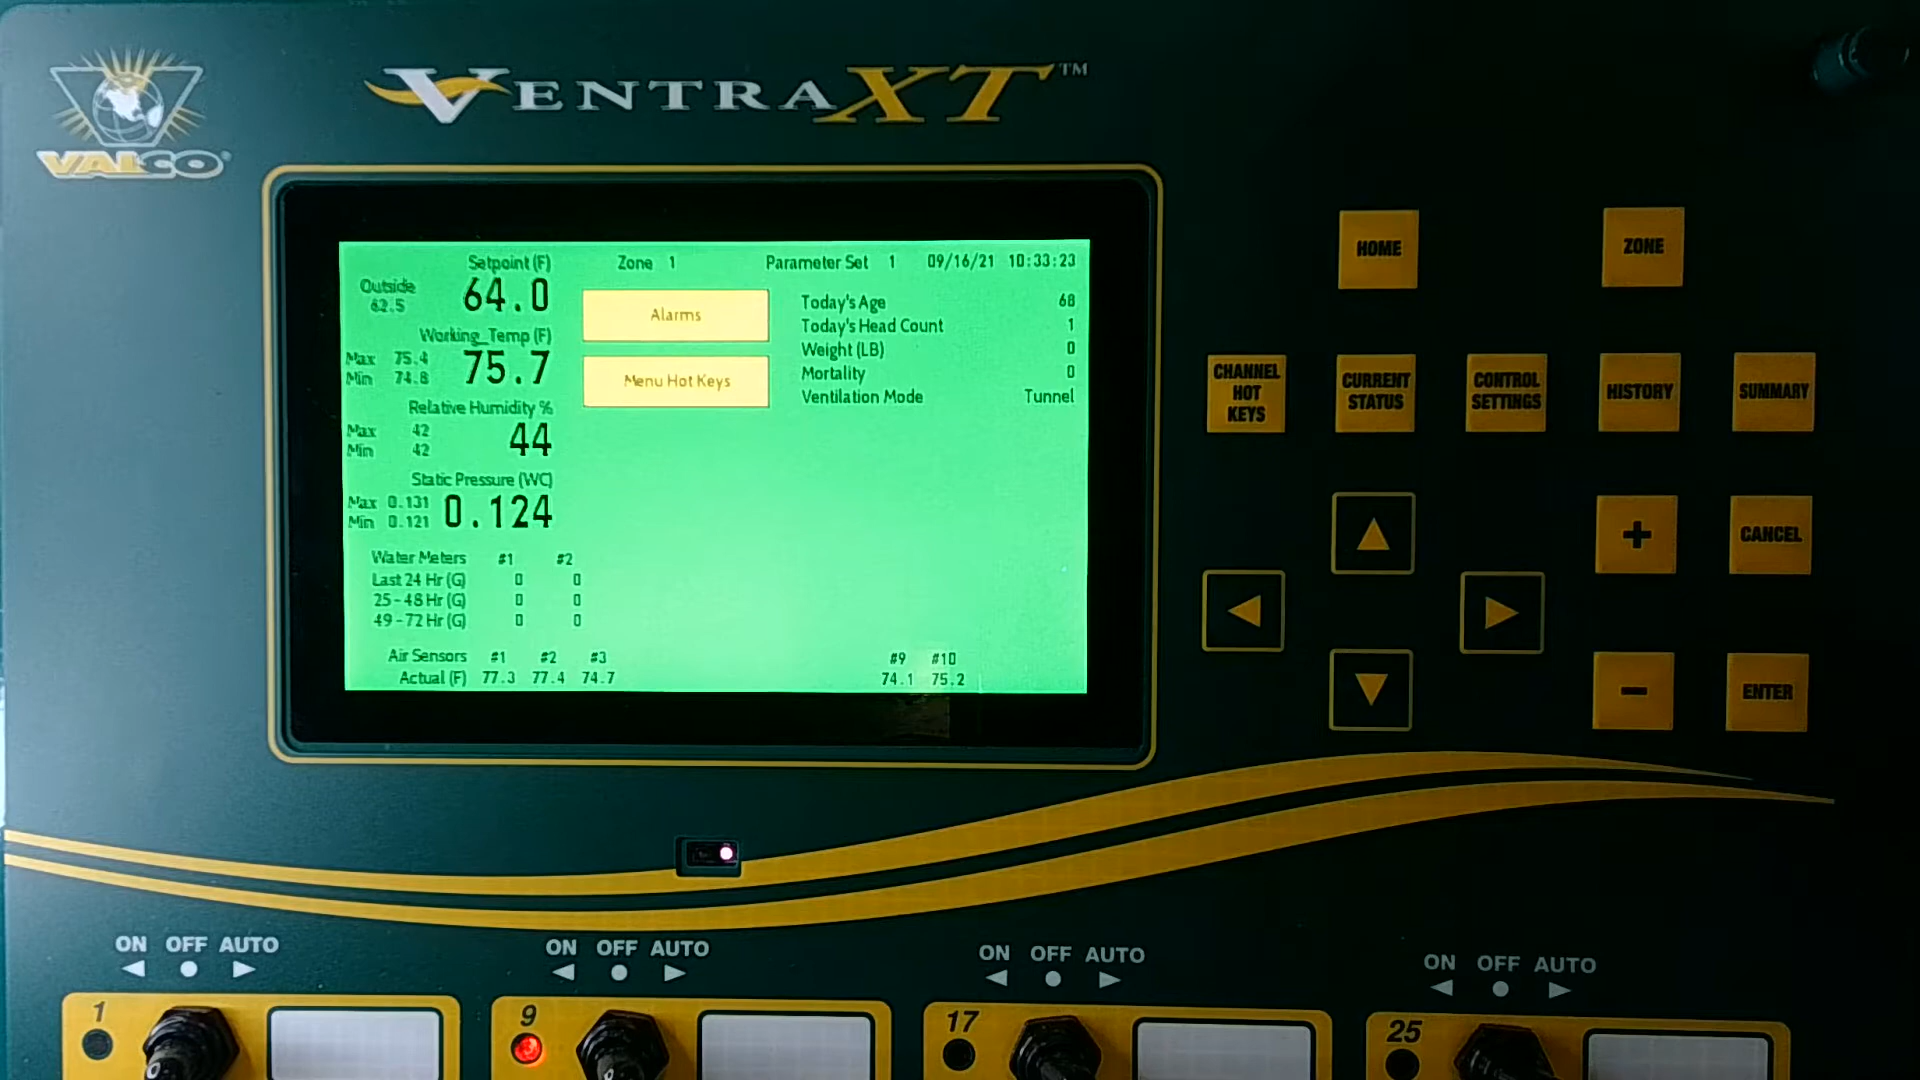 VALCO®
VENTRA XT™
Setpoint (F) Zone 1 Parameter Set 1 09/16/21 10:33:23
Outside 64.0
62.5
Alarms
Working_Temp (F)
Max 75.4 75.7
Min 74.8
Menu Hot Keys
Relative Humidity %
Max 42 44
Min 42
Static Pressure (WC)
Max 0.131 0.124
Min 0.121
Today's Age 68
Today's Head Count 1
Weight (LB) 0
Mortality 0
Ventilation Mode Tunnel
Water Meters #1 #2
Last 24 Hr (G) 0 0
25 - 48 Hr (G) 0 0
49 - 72 Hr (G) 0 0
Air Sensors #1 #2 #3 #9 #10
Actual (F) 77.3 77.4 74.7 74.1 75.2
HOME
ZONE
CHANNEL HOT KEYS
CURRENT STATUS
CONTROL SETTINGS
HISTORY
SUMMARY
+
CANCEL
−
ENTER
ON OFF AUTO
ON OFF AUTO
ON OFF AUTO
ON OFF AUTO
1
9
17
25